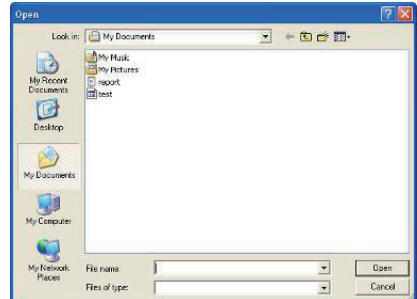 Open
Look in: My Documents
My Music
My Pictures
report
test
My Recent
Documents
Desktop
My Documents
My Computer
My Network
Places
File name: Open
Files of type: Cancel